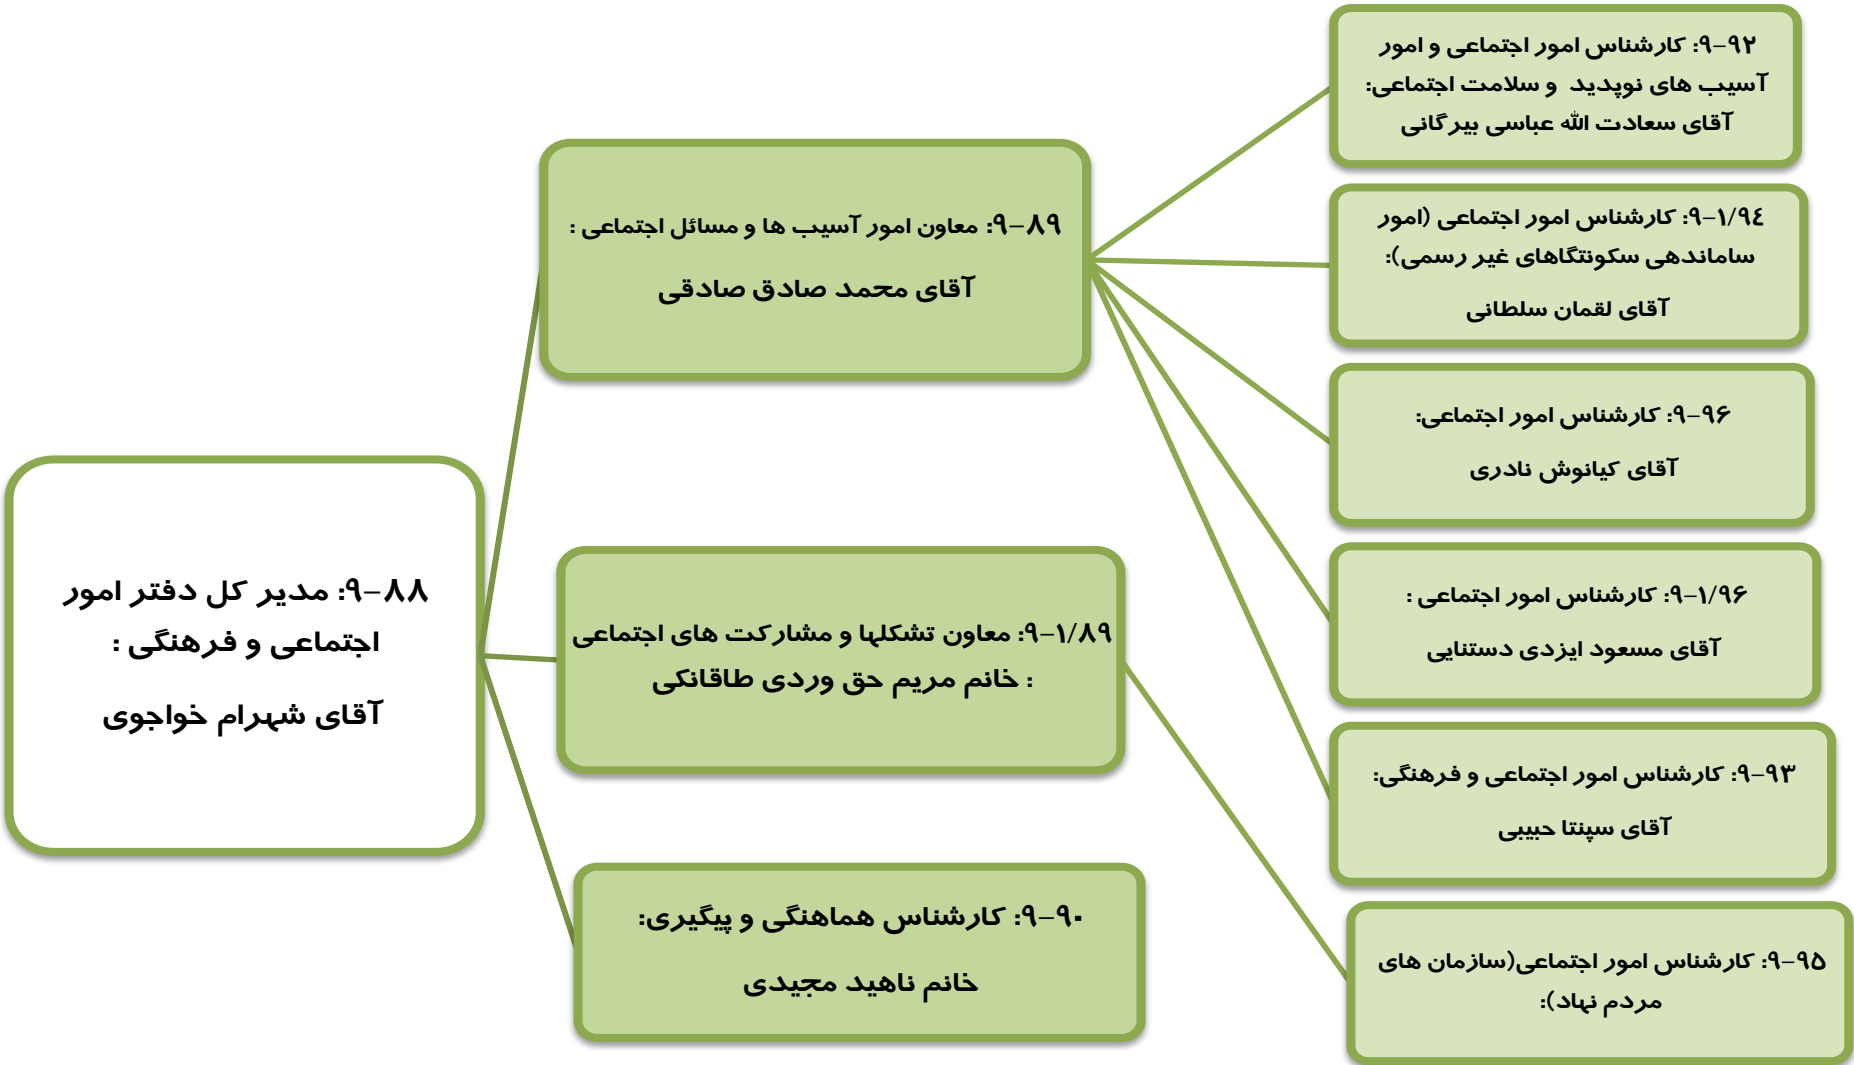 ۹-۸۸: مدیر کل دفتر امور
اجتماعی و فرهنگی :
آقای شهرام خواجوی
۹-۸۹: معاون امور آسیب ها و مسائل اجتماعی :
آقای محمد صادق صادقی
۹-۱/۸۹: معاون تشکلها و مشارکت های اجتماعی
: خانم مریم حق وردی طاقانکی
۹-۹۰: کارشناس هماهنگی و پیگیری:
خانم ناهید مجیدی
۹-۹۲: کارشناس امور اجتماعی و امور
آسیب های نوپدید و سلامت اجتماعی:
آقای سعادت الله عباسی بیرگانی
۹-۱/۹٤: کارشناس امور اجتماعی (امور
ساماندهی سکونتگاهای غیر رسمی):
آقای لقمان سلطانی
۹-۹۶: کارشناس امور اجتماعی:
آقای کیانوش نادری
۹-۱/۹۶: کارشناس امور اجتماعی :
آقای مسعود ایزدی دستنایی
۹-۹۳: کارشناس امور اجتماعی و فرهنگی:
آقای سپنتا حبیبی
۹-۹۵: کارشناس امور اجتماعی(سازمان های
مردم نهاد):